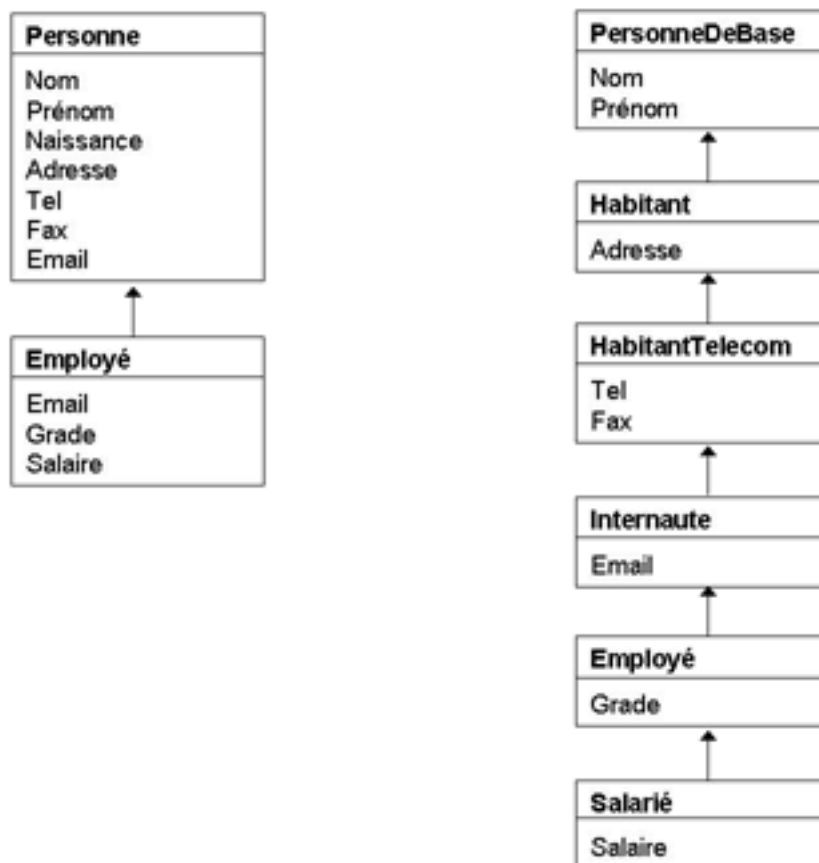 Personne
Nom
Prénom
Naissance
Adresse
Tel
Fax
Email
Employé
Email
Grade
Salaire
PersonneDeBase
Nom
Prénom
Habitant
Adresse
HabitantTelecom
Tel
Fax
Internaute
Email
Employé
Grade
Salarié
Salaire